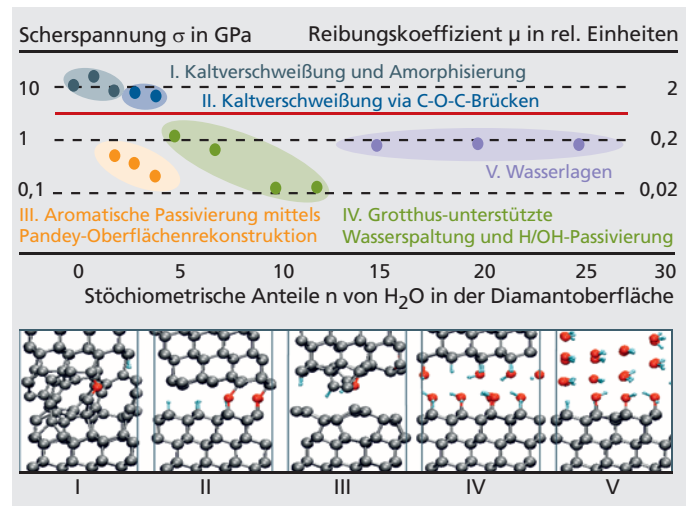 Scherspannung σ in GPa
Reibungskoeffizient µ in rel. Einheiten
I. Kaltverschweißung und Amorphisierung
10
2
II. Kaltverschweißung via C-O-C-Brücken
1
0,2
V. Wasserlagen
0,1
0,02
III. Aromatische Passivierung mittels
Pandey-Oberflächenrekonstruktion
IV. Grotthus-unterstützte
Wasserspaltung und H/OH-Passivierung
0 5 10 15 20 25 30
Stöchiometrische Anteile n von H₂O in der Diamantoberfläche
I II III IV V